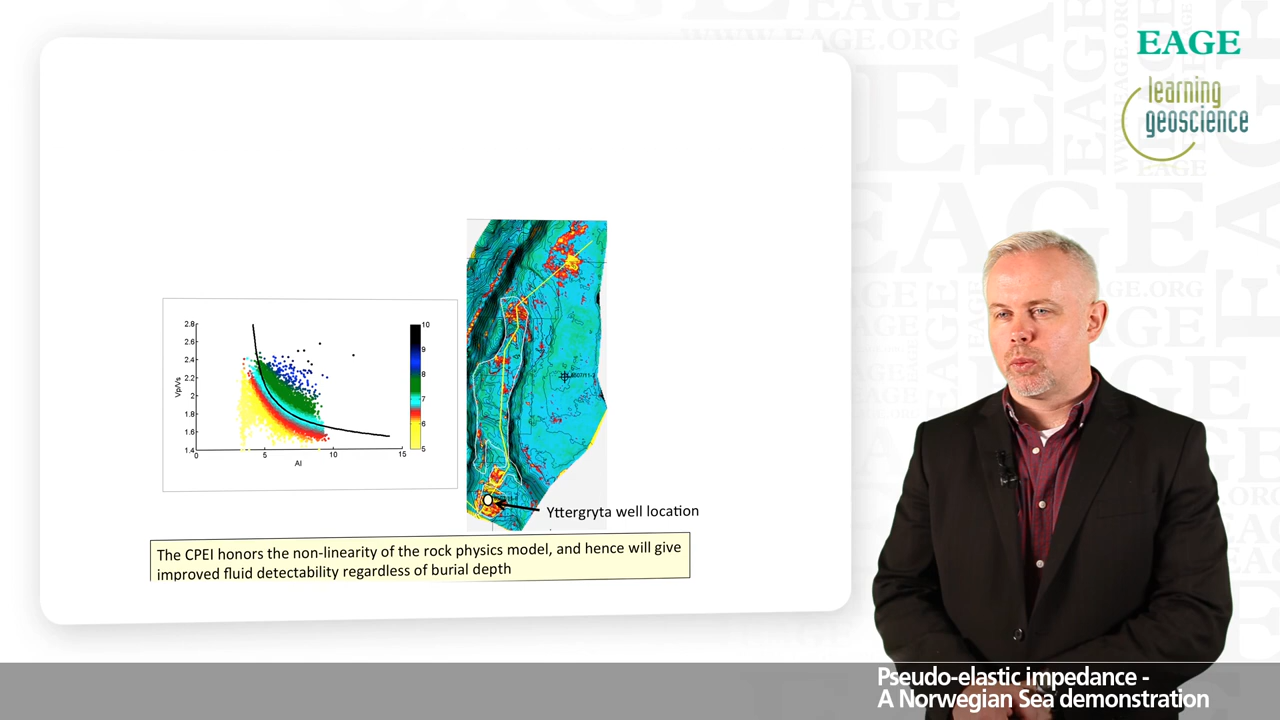 WWW.EAGE.ORG
EAGE
learning
geoscience
2.8
2.6
2.4
2.2
2
1.8
1.6
1.4
Vp/Vs
0
5
10
15
AI
10
9
8
7
6
5
Yttergryta well location
The CPEI honors the non-linearity of the rock physics model, and hence will give
improved fluid detectability regardless of burial depth
Pseudo-elastic impedance -
A Norwegian Sea demonstration